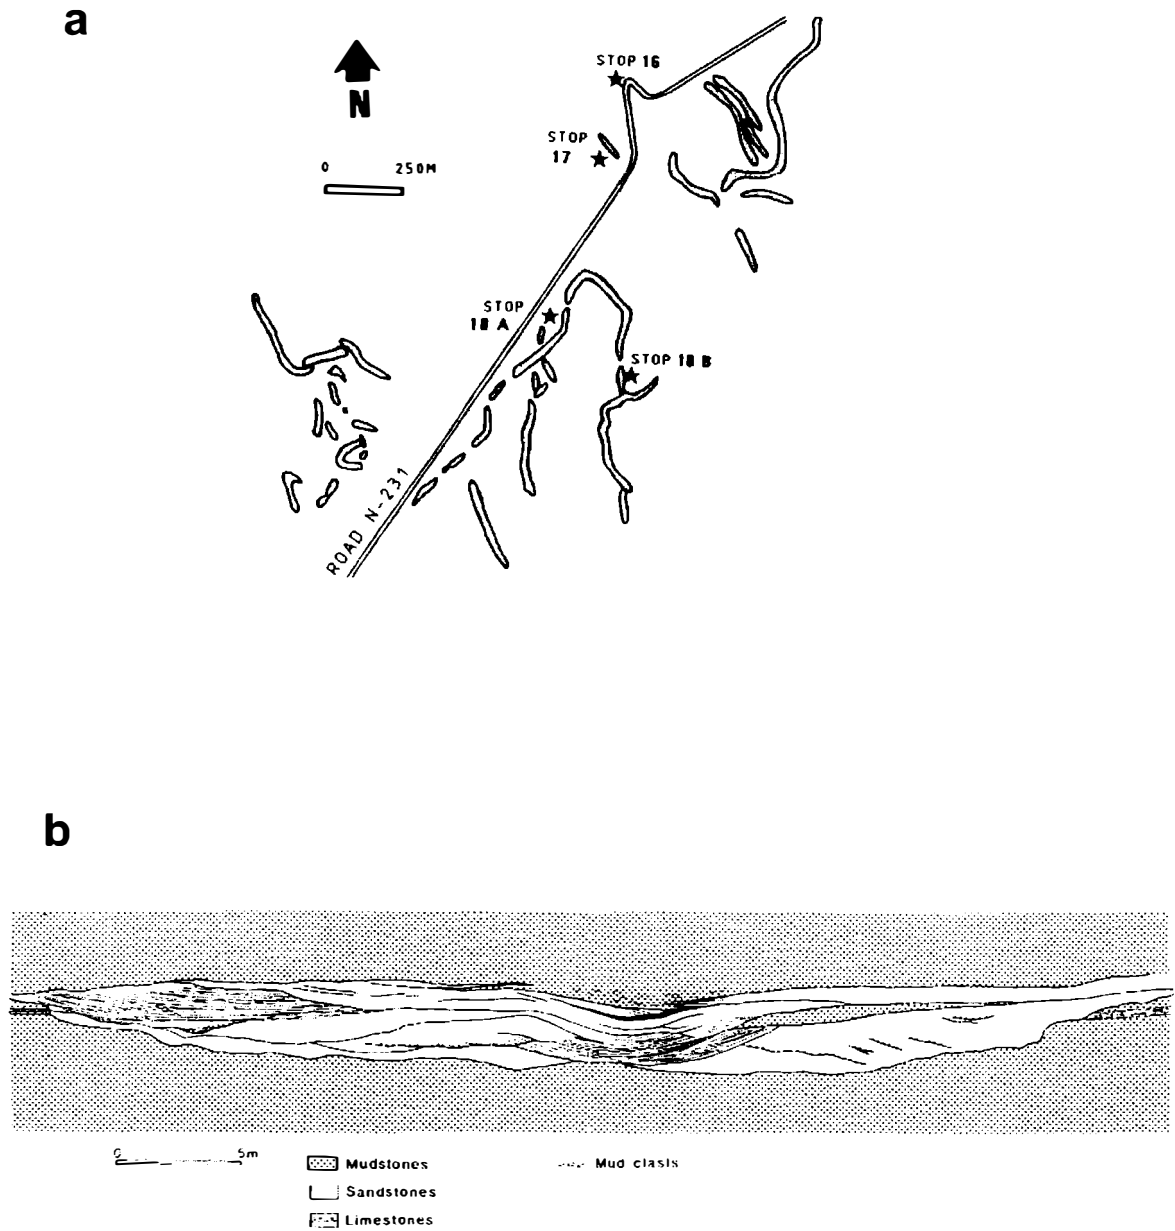 a
N
0 250M
STOP 16
STOP
17
STOP
18 A
STOP 18 B
ROAD N-231
b
0 5m
Mudstones
Mud clasts
Sandstones
Limestones